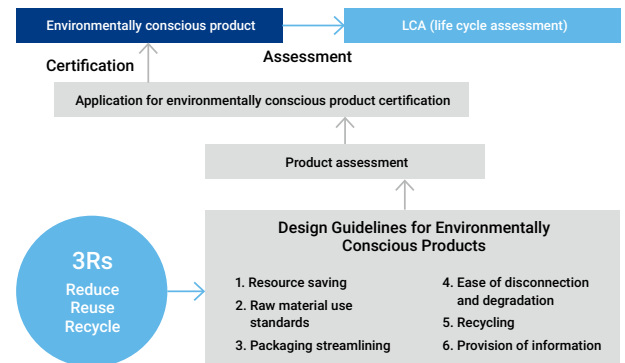 Environmentally conscious product
LCA (life cycle assessment)
Certification
Assessment
Application for environmentally conscious product certification
Product assessment
3Rs
Reduce
Reuse
Recycle
Design Guidelines for Environmentally
Conscious Products
1. Resource saving
2. Raw material use
standards
3. Packaging streamlining
4. Ease of disconnection
and degradation
5. Recycling
6. Provision of information